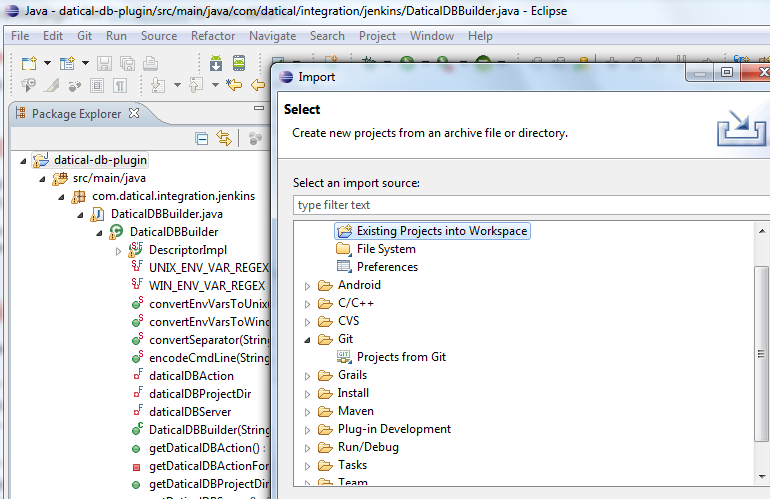 Java - datical-db-plugin/src/main/java/com/datical/integration/jenkins/DaticalDBBuilder.java - Eclipse
File Edit Git Run Source Refactor Navigate Search Project Window Help
Import
Package Explorer
Select
Create new projects from an archive file or directory.
Select an import source:
type filter text
datical-db-plugin
src/main/java
com.datical.integration.jenkins
DaticalDBBuilder.java
DaticalDBBuilder
DescriptorImpl
UNIX_ENV_VAR_REGEX
WIN_ENV_VAR_REGEX
convertEnvVarsToUnix(
convertEnvVarsToWind
convertSeparator(String
encodeCmdLine(String
daticalDBAction
daticalDBProjectDir
daticalDBServer
DaticalDBBuilder(String
getDaticalDBAction() :
getDaticalDBActionFor
getDaticalDBProjectDir
Existing Projects into Workspace
File System
Preferences
Android
C/C++
CVS
Git
Projects from Git
Grails
Install
Maven
Plug-in Development
Run/Debug
Tasks
Team